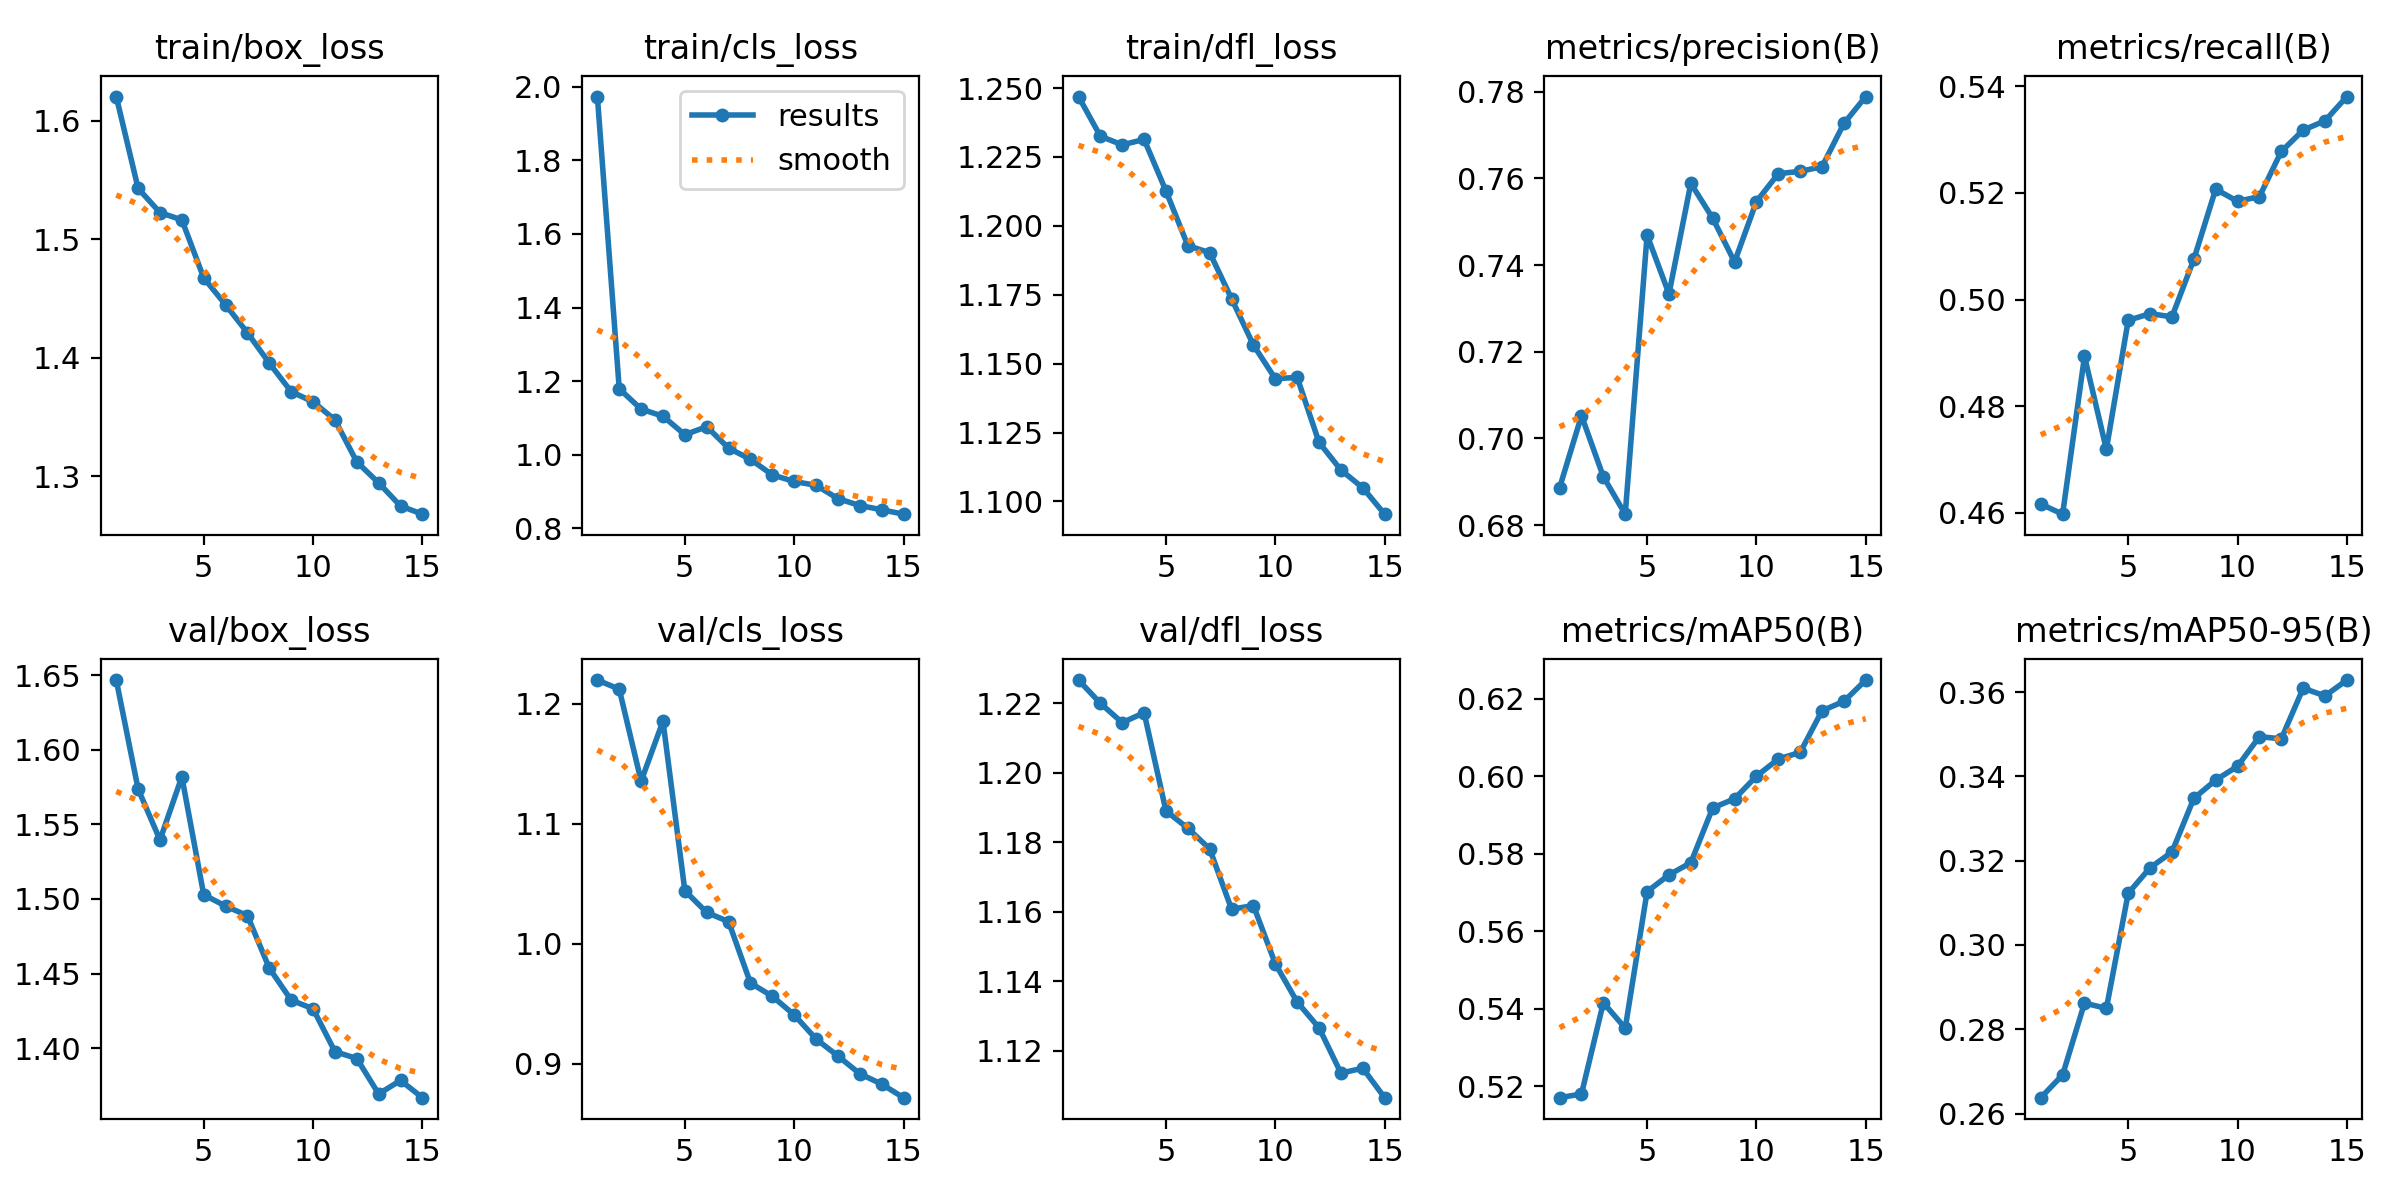 train/box_loss
1.6
1.5
1.4
1.3
5 10 15
train/cls_loss
2.0
1.8
1.6
1.4
1.2
1.0
0.8
results
smooth
5 10 15
train/dfl_loss
1.250
1.225
1.200
1.175
1.150
1.125
1.100
5 10 15
metrics/precision(B)
0.78
0.76
0.74
0.72
0.70
0.68
5 10 15
metrics/recall(B)
0.54
0.52
0.50
0.48
0.46
5 10 15
val/box_loss
1.65
1.60
1.55
1.50
1.45
1.40
5 10 15
val/cls_loss
1.2
1.1
1.0
0.9
5 10 15
val/dfl_loss
1.22
1.20
1.18
1.16
1.14
1.12
5 10 15
metrics/mAP50(B)
0.62
0.60
0.58
0.56
0.54
0.52
5 10 15
metrics/mAP50-95(B)
0.36
0.34
0.32
0.30
0.28
0.26
5 10 15